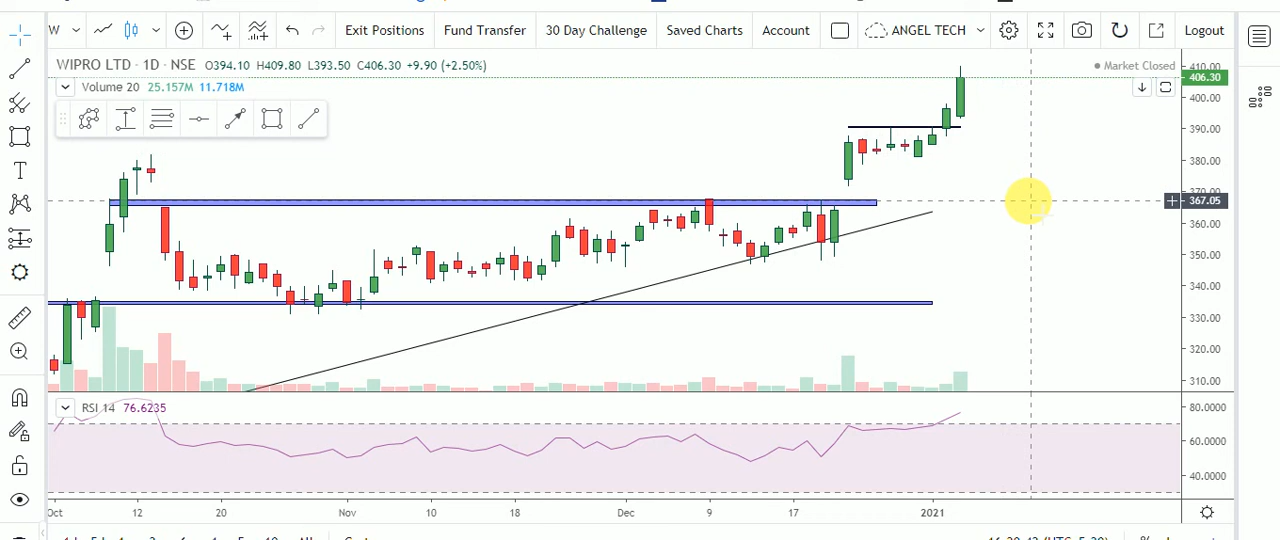 W Exit Positions Fund Transfer 30 Day Challenge Saved Charts Account ANGEL TECH Logout
WIPRO LTD · 1D · NSE O394.10 H409.80 L393.50 C406.30 +9.90 (+2.50%)
Market Closed
Volume 20 25.157M 11.718M
410.00
406.30
400.00
390.00
380.00
370.00
367.05
360.00
350.00
340.00
330.00
320.00
310.00
RSI 14 76.6235
80.0000
60.0000
40.0000
Oct 12 20 Nov 10 18 Dec 9 17 2021